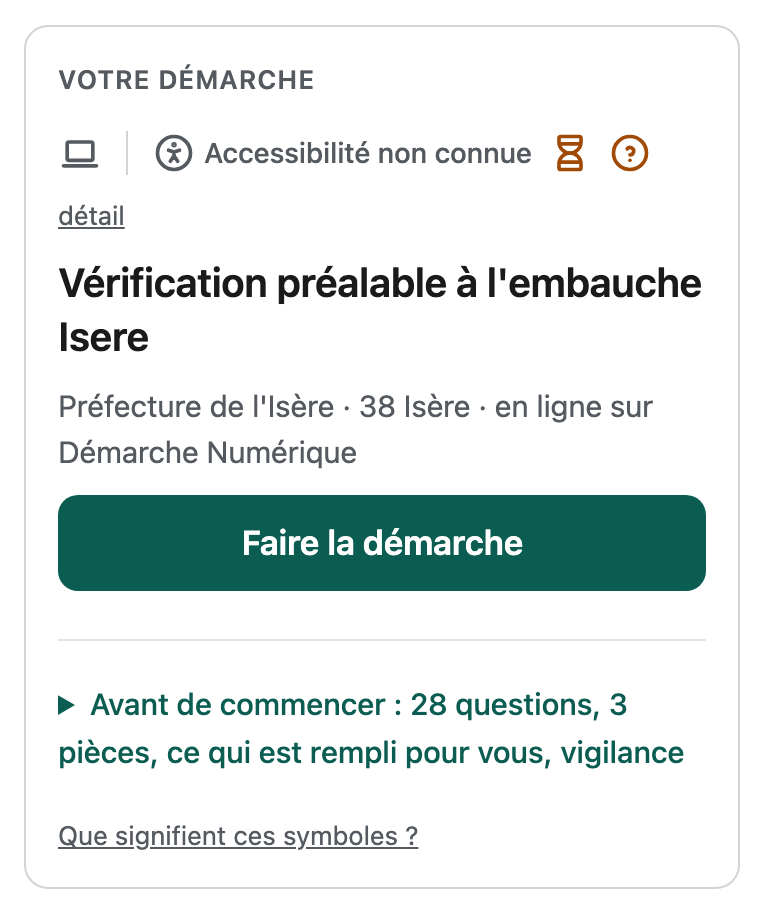 VOTRE DÉMARCHE
Accessibilité non connue ?
détail
Vérification préalable à l'embauche
Isere
Préfecture de l'Isère · 38 Isère · en ligne sur
Démarche Numérique
Faire la démarche
Avant de commencer : 28 questions, 3
pièces, ce qui est rempli pour vous, vigilance
Que signifient ces symboles ?